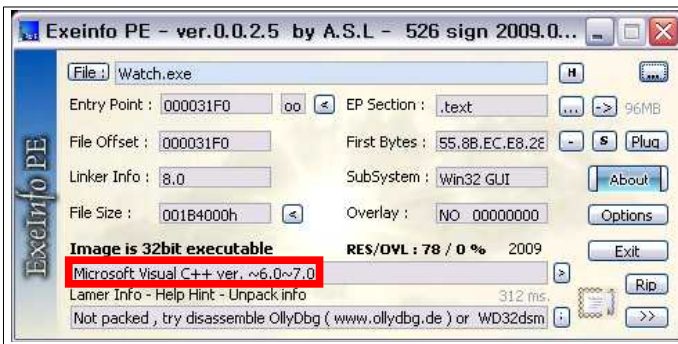 Exeinfo PE - ver.0.0.2.5 by A.S.L - 526 sign 2009.0...
File : Watch.exe H ...
Entry Point : 000031F0 oo < EP Section : .text ... -> 96MB
File Offset : 000031F0 First Bytes : 55.8B.EC.E8.28 - S Plug
Linker Info : 8.0 SubSystem : Win32 GUI About
File Size : 001B4000h < Overlay : NO 00000000 Options
Image is 32bit executable RES/OVL : 78 / 0 % 2009 Exit
Microsoft Visual C++ ver. ~6.0~7.0 >
Lamer Info - Help Hint - Unpack info 312 ms. Rip
Not packed , try disassemble OllyDbg ( www.ollydbg.de ) or WD32dsm i >>
ExeInfo PE